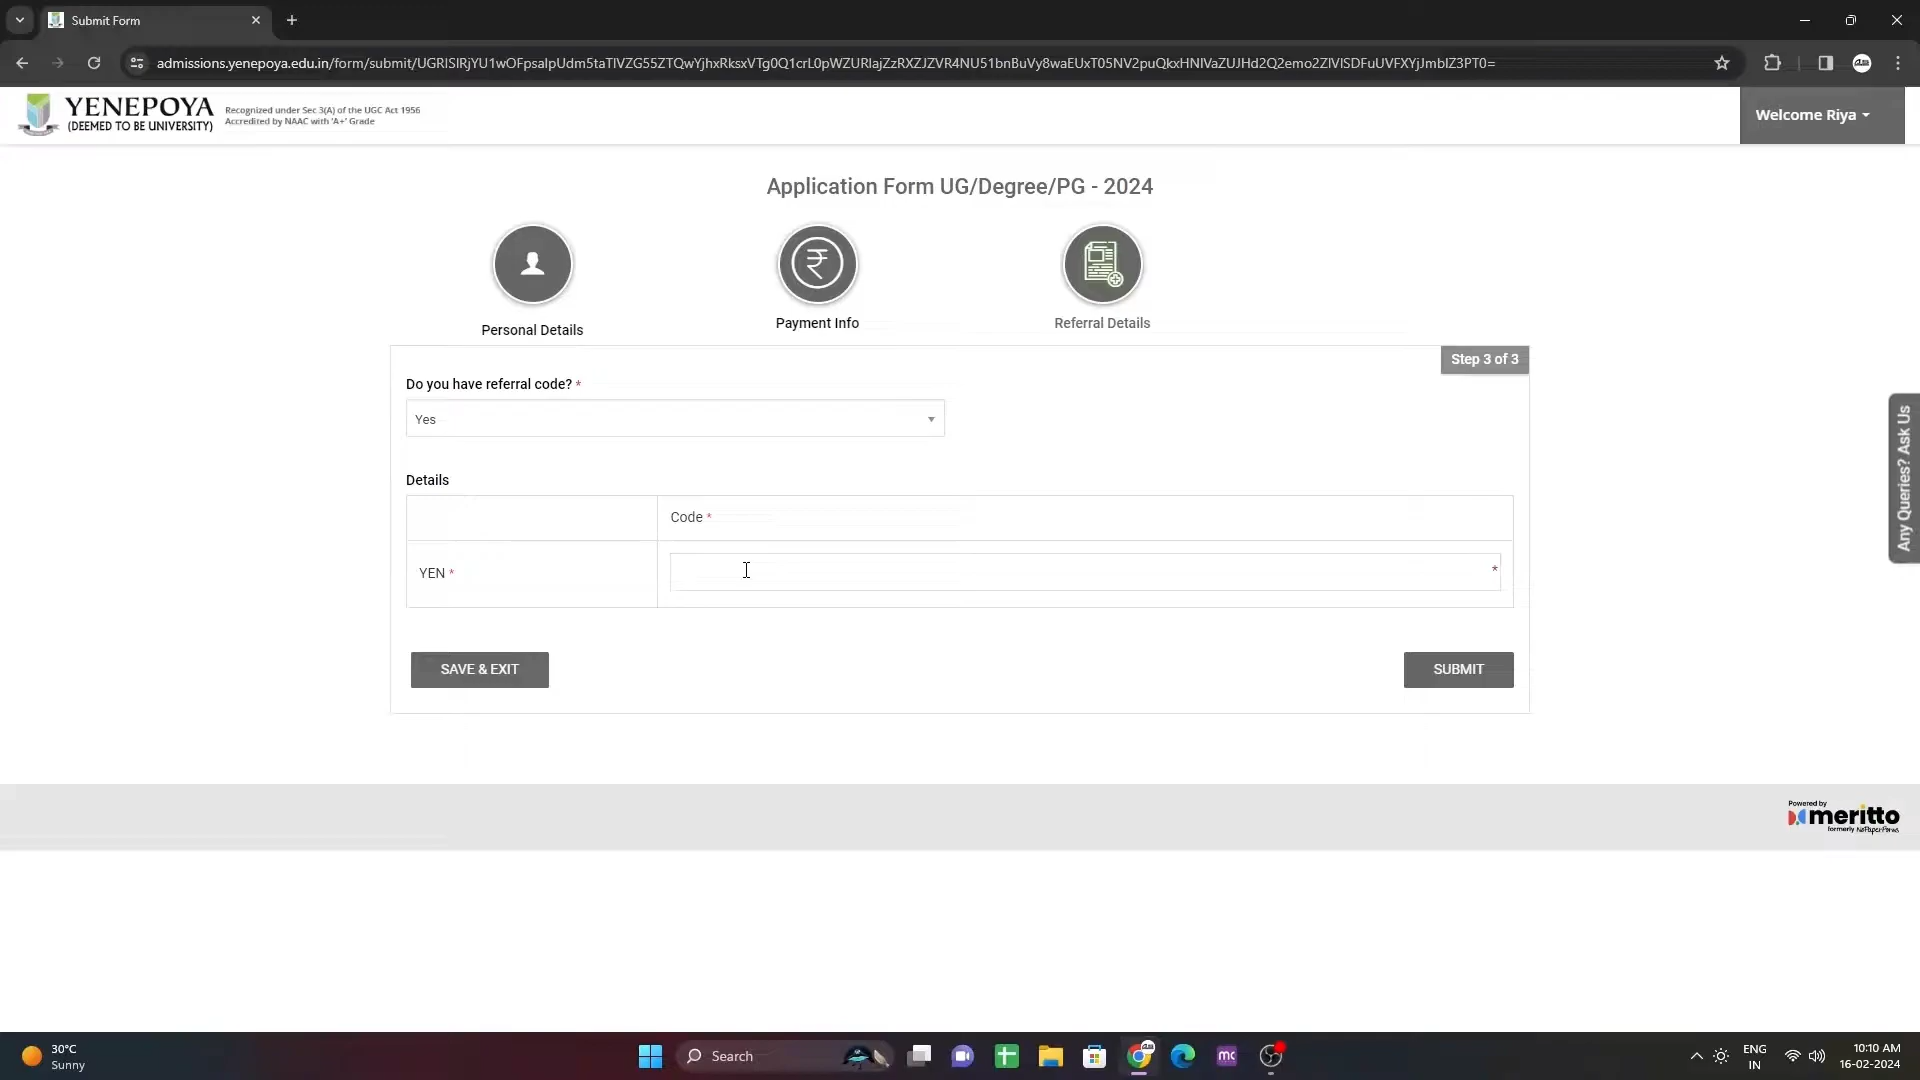 Submit Form
admissions.yenepoya.edu.in/form/submit/
YENEPOYA
(DEEMED TO BE UNIVERSITY)
Recognized under Sec 3(A) of the UGC Act 1956
Accredited by NAAC with 'A+' Grade
Welcome Riya
Application Form UG/Degree/PG - 2024
Personal Details
Payment Info
Referral Details
Step 3 of 3
Do you have referral code? *
Yes
Details
Code *
YEN *
*
SAVE & EXIT
SUBMIT
Any Queries? Ask Us
Powered by
meritto
formerly NoPaperForms
30°C
Sunny
Search
mc
ENG
IN
10:10 AM
16-02-2024